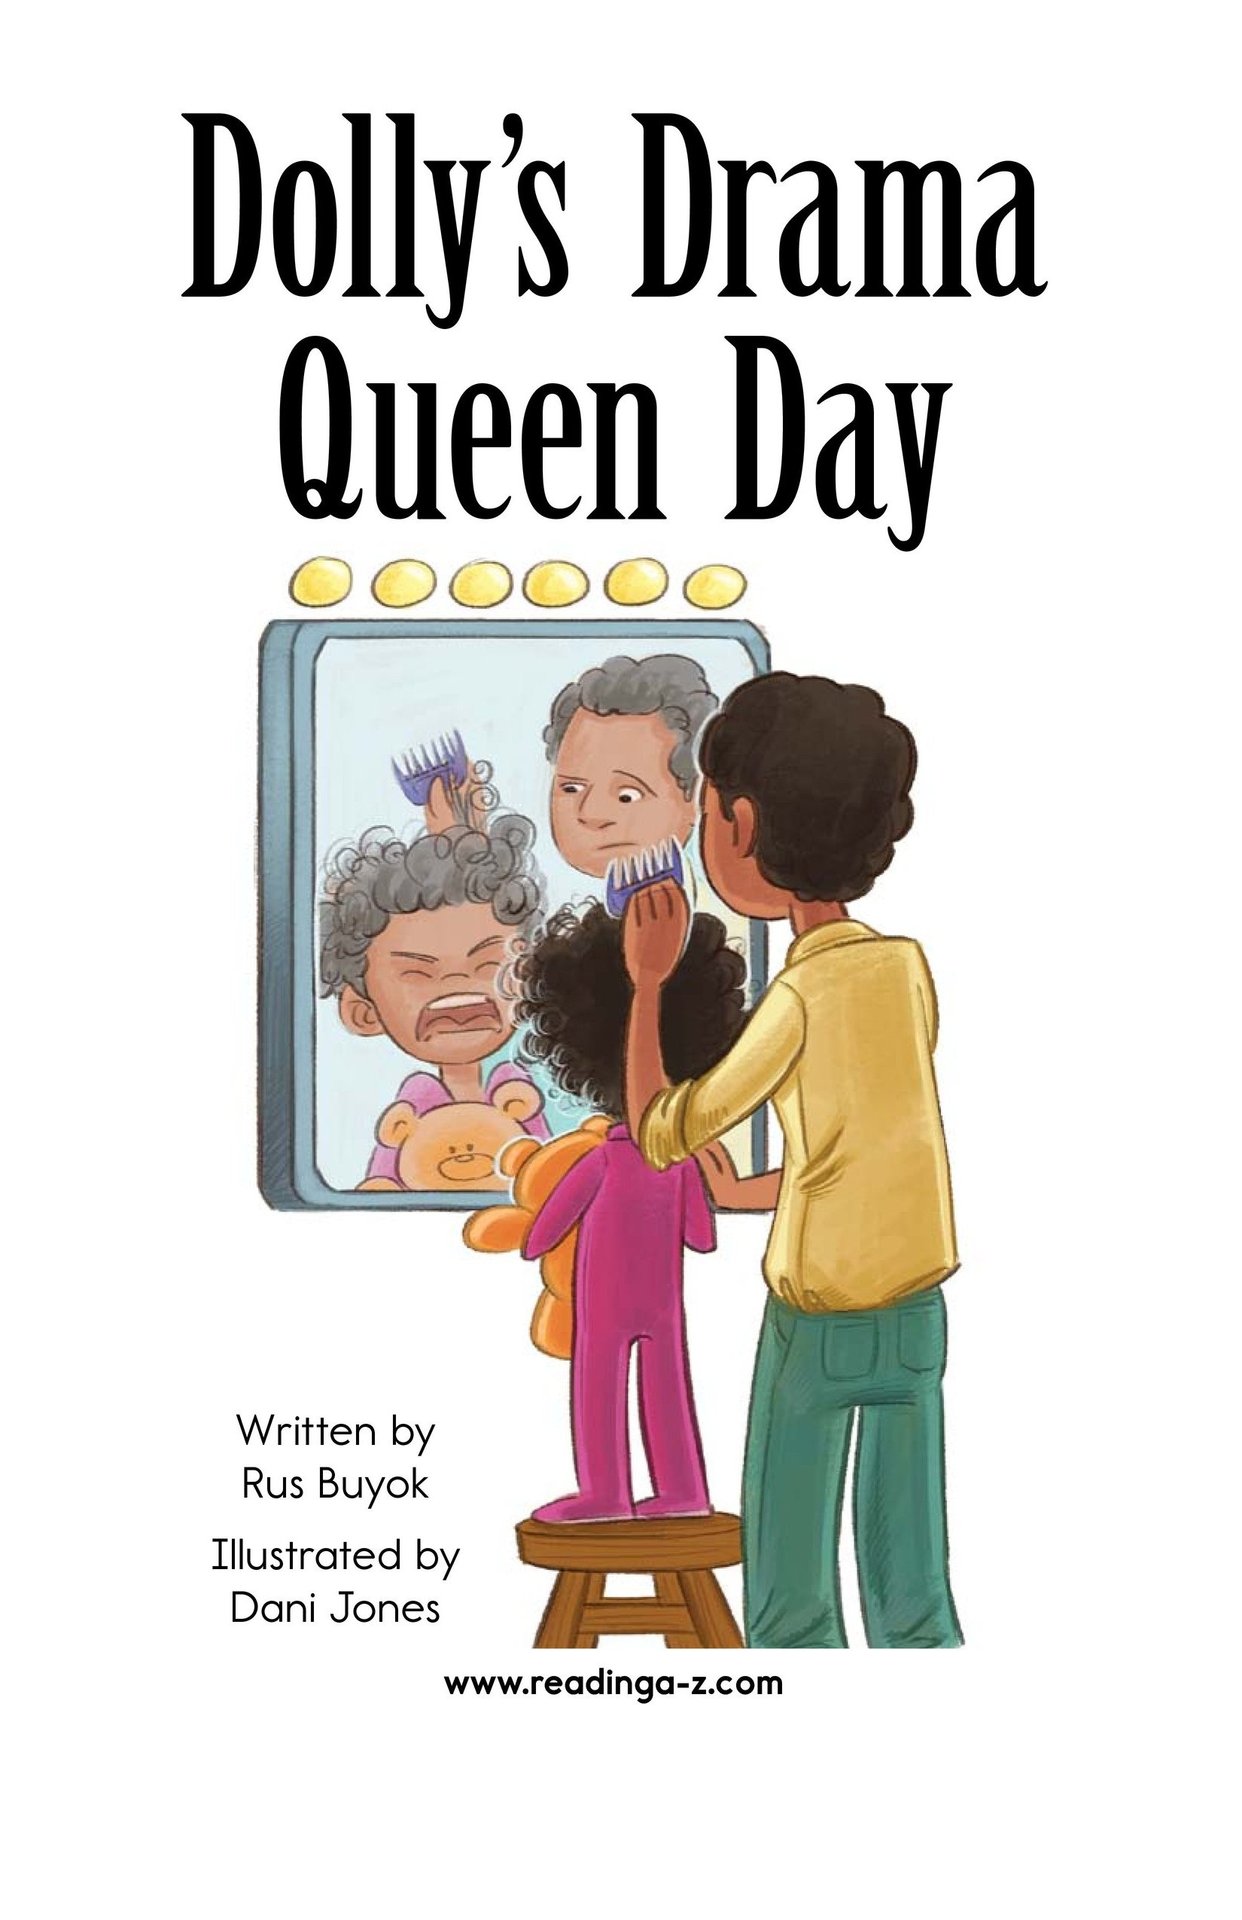 Dolly’s Drama
Queen Day
Written by
Rus Buyok
Illustrated by
Dani Jones
www.readinga-z.com